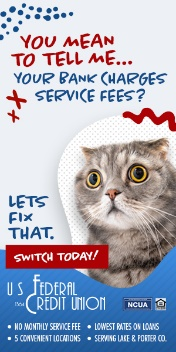 YOU MEAN
TO TELL ME...
YOUR BANK CHARGES
SERVICE FEES?
LETS
FIX
THAT.
SWITCH TODAY!
U S FEDERAL
CREDIT UNION
NCUA
• NO MONTHLY SERVICE FEE
• LOWEST RATES ON LOANS
• 5 CONVENIENT LOCATIONS
• SERVING LAKE & PORTER CO.